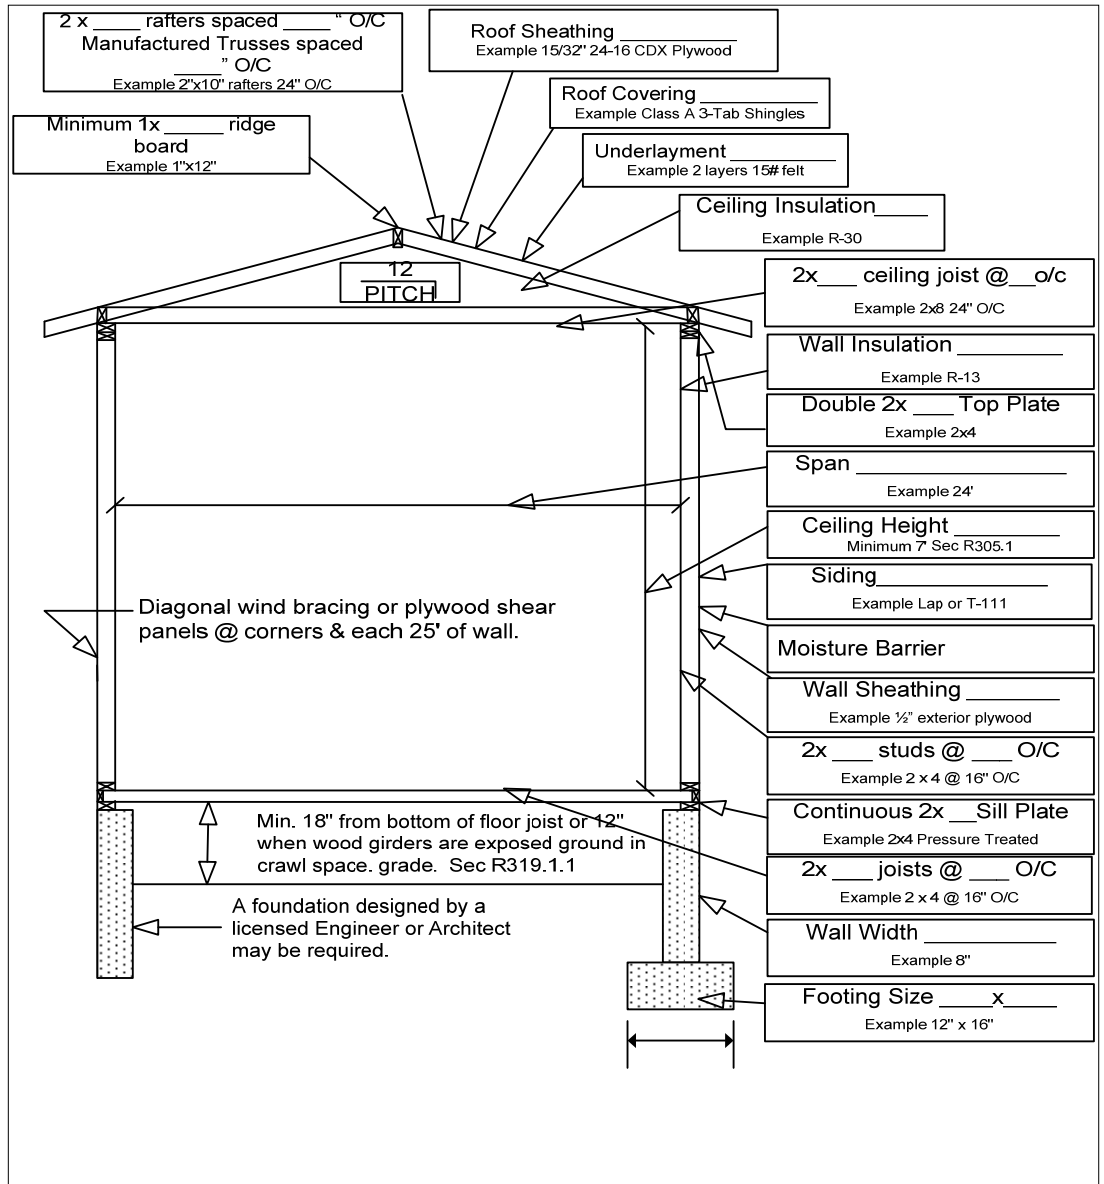 2 x ____ rafters spaced _____ “ O/C
Manufactured Trusses spaced
_____” O/C
Example 2"x10" rafters 24" O/C
Roof Sheathing ___________
Example 15/32" 24-16 CDX Plywood
Roof Covering __________
Example Class A 3-Tab Shingles
Minimum 1x _____ ridge
board
Example 1"x12"
Underlayment _________
Example 2 layers 15# felt
Ceiling Insulation____
Example R-30
12
PITCH
2x___ ceiling joist @__o/c
Example 2x8 24" O/C
Wall Insulation _________
Example R-13
Double 2x ___ Top Plate
Example 2x4
Span __________________
Example 24'
Ceiling Height _________
Minimum 7' Sec R305.1
Siding______________
Example Lap or T-111
Diagonal wind bracing or plywood shear
panels @ corners & each 25' of wall.
Moisture Barrier
Wall Sheathing ________
Example ½” exterior plywood
2x ___ studs @ ___ O/C
Example 2 x 4 @ 16" O/C
Continuous 2x __Sill Plate
Example 2x4 Pressure Treated
Min. 18" from bottom of floor joist or 12"
when wood girders are exposed ground in
crawl space. grade.  Sec R319.1.1
2x ___ joists @ ___ O/C
Example 2 x 4 @ 16" O/C
A foundation designed by a
licensed Engineer or Architect
may be required.
Wall Width ___________
Example 8"
Footing Size ____x____
Example 12" x 16"